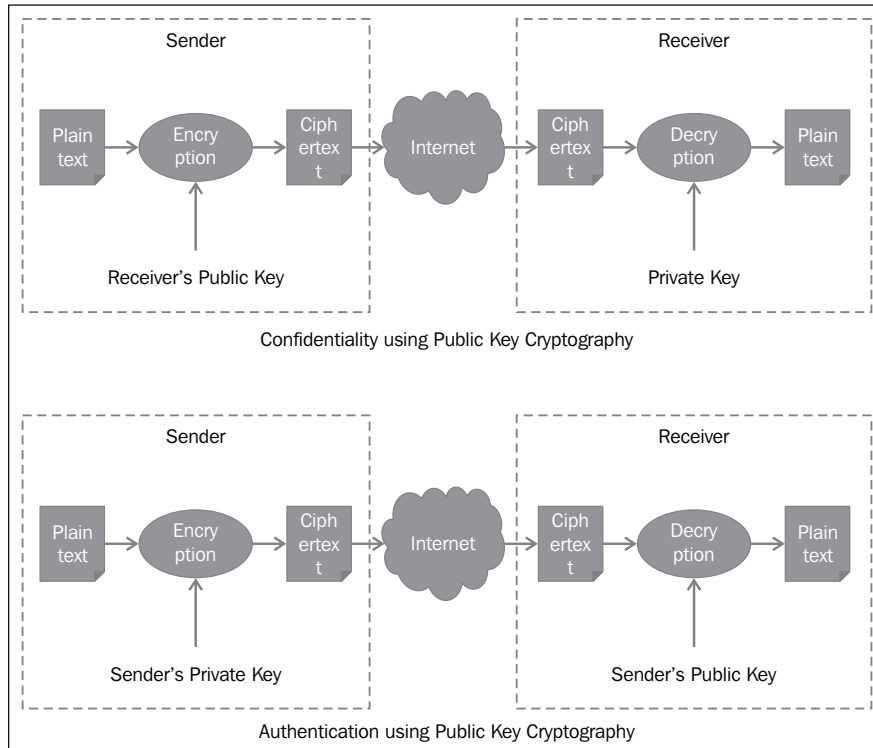 Sender
Receiver
Plain
text
Encry
ption
Ciph
ertex
t
Internet
Ciph
ertex
t
Decry
ption
Plain
text
Receiver's Public Key
Private Key
Confidentiality using Public Key Cryptography
Sender
Receiver
Plain
text
Encry
ption
Ciph
ertex
t
Internet
Ciph
ertex
t
Decry
ption
Plain
text
Sender's Private Key
Sender's Public Key
Authentication using Public Key Cryptography